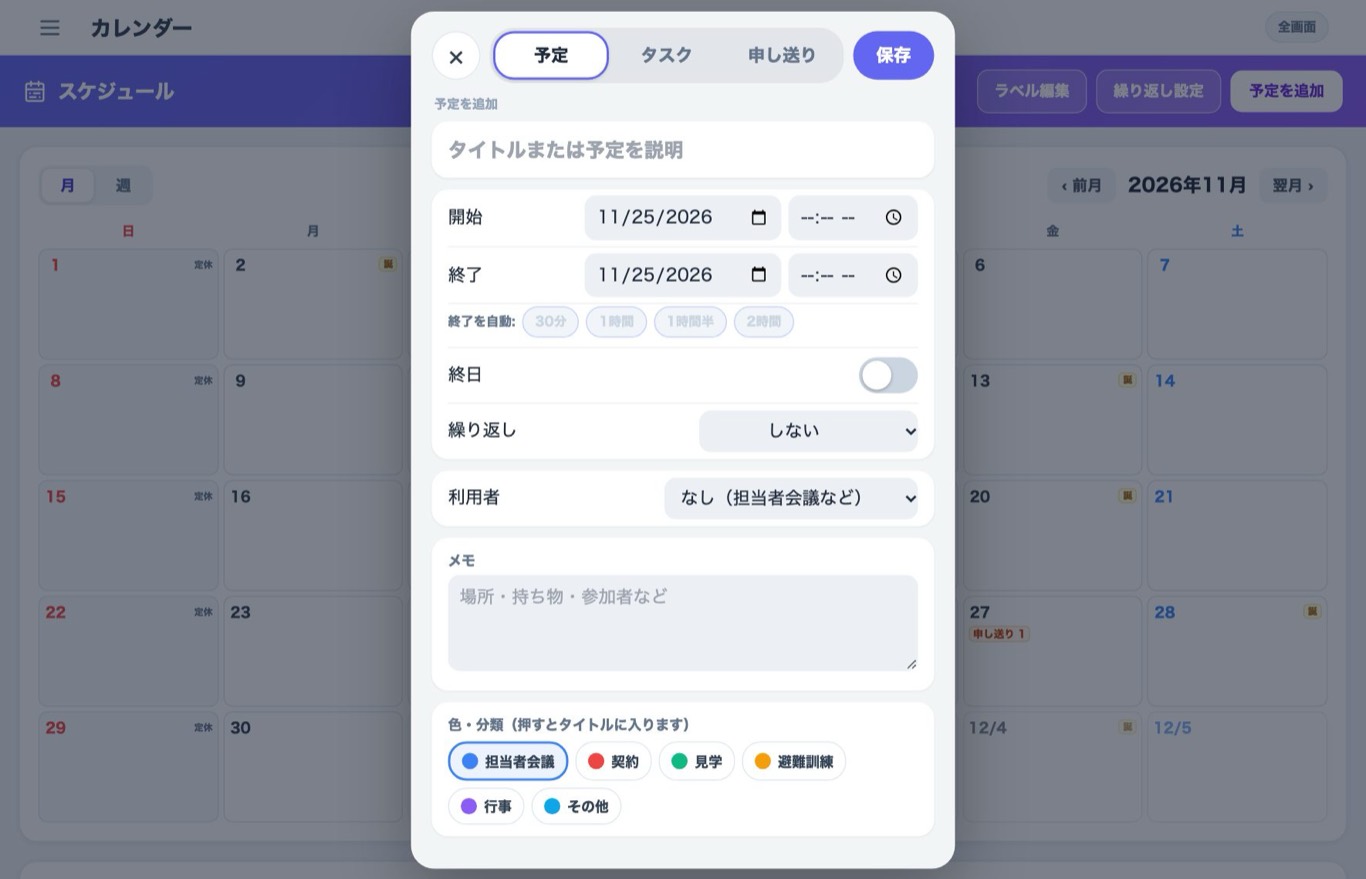 カレンダー
全画面
スケジュール
ラベル編集
繰り返し設定
予定を追加
月
週
‹ 前月
2026年11月
翌月 ›
日
月
金
土
1
定休
2
誕
6
7
8
定休
9
13
誕
14
15
定休
16
20
誕
21
22
定休
23
27
申し送り 1
28
誕
29
定休
30
12/4
誕
12/5
×
予定
タスク
申し送り
保存
予定を追加
タイトルまたは予定を説明
開始
11/25/2026
--:-- --
終了
11/25/2026
--:-- --
終了を自動:
30分
1時間
1時間半
2時間
終日
繰り返し
しない
利用者
なし（担当者会議など）
メモ
場所・持ち物・参加者など
色・分類（押すとタイトルに入ります）
担当者会議
契約
見学
避難訓練
行事
その他